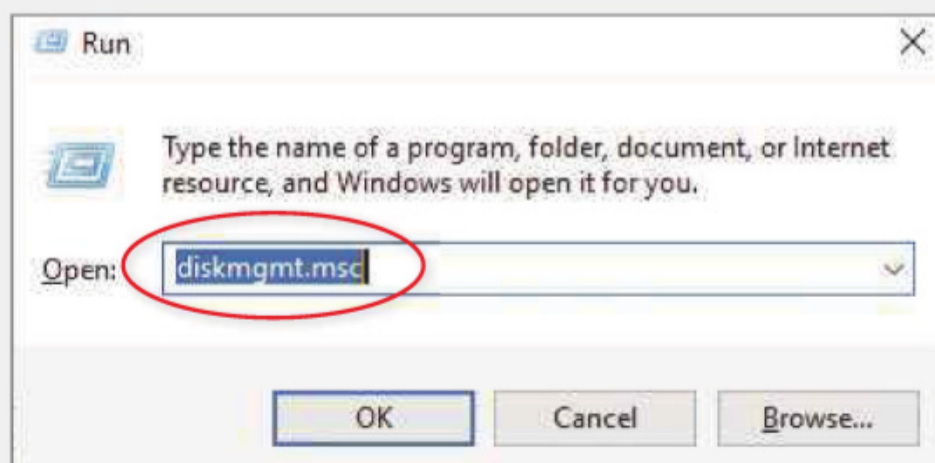 Run
Type the name of a program, folder, document, or Internet
resource, and Windows will open it for you.
Open: diskmgmt.msc
OK Cancel Browse...